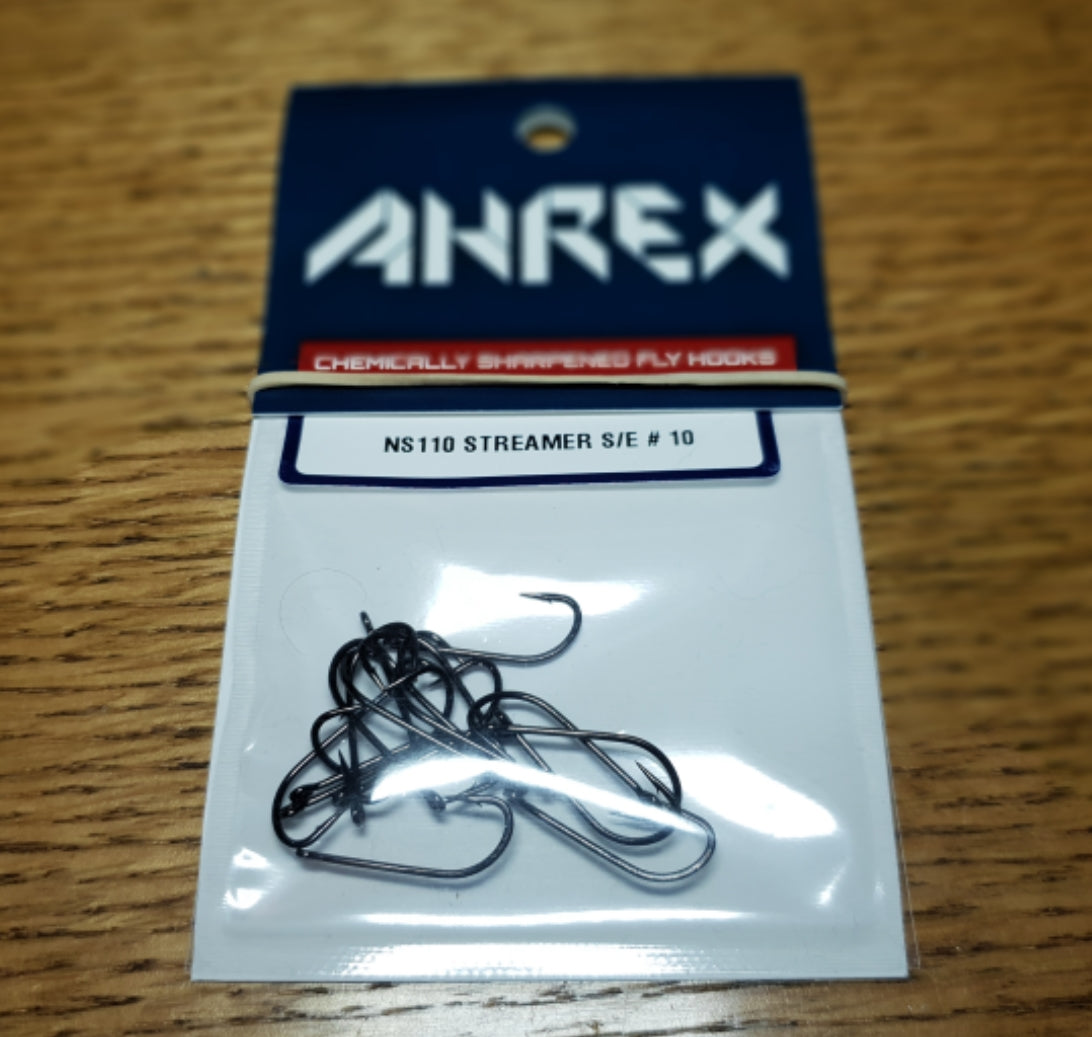 AHREX
CHEMICALLY SHARPENED FLY HOOKS
NS110 STREAMER S/E # 10